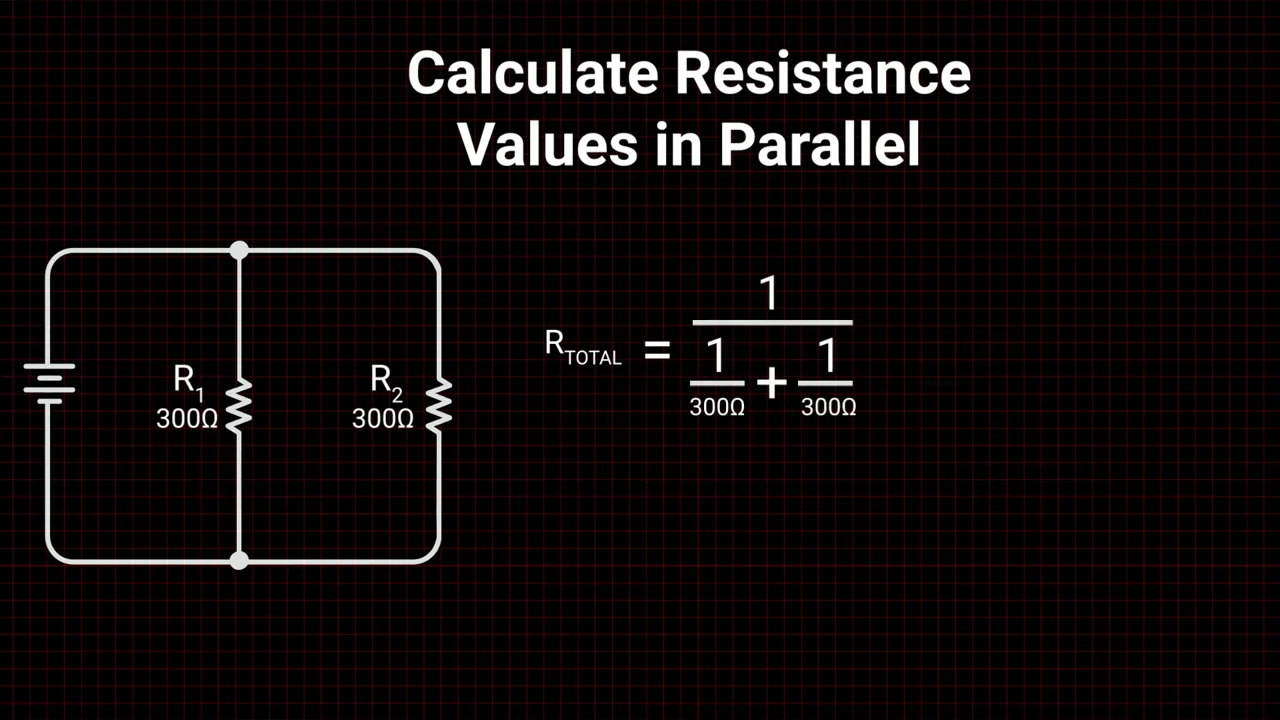 Calculate Resistance
Values in Parallel
R1
300Ω
R2
300Ω
RTOTAL = 1
1 + 1
300Ω 300Ω